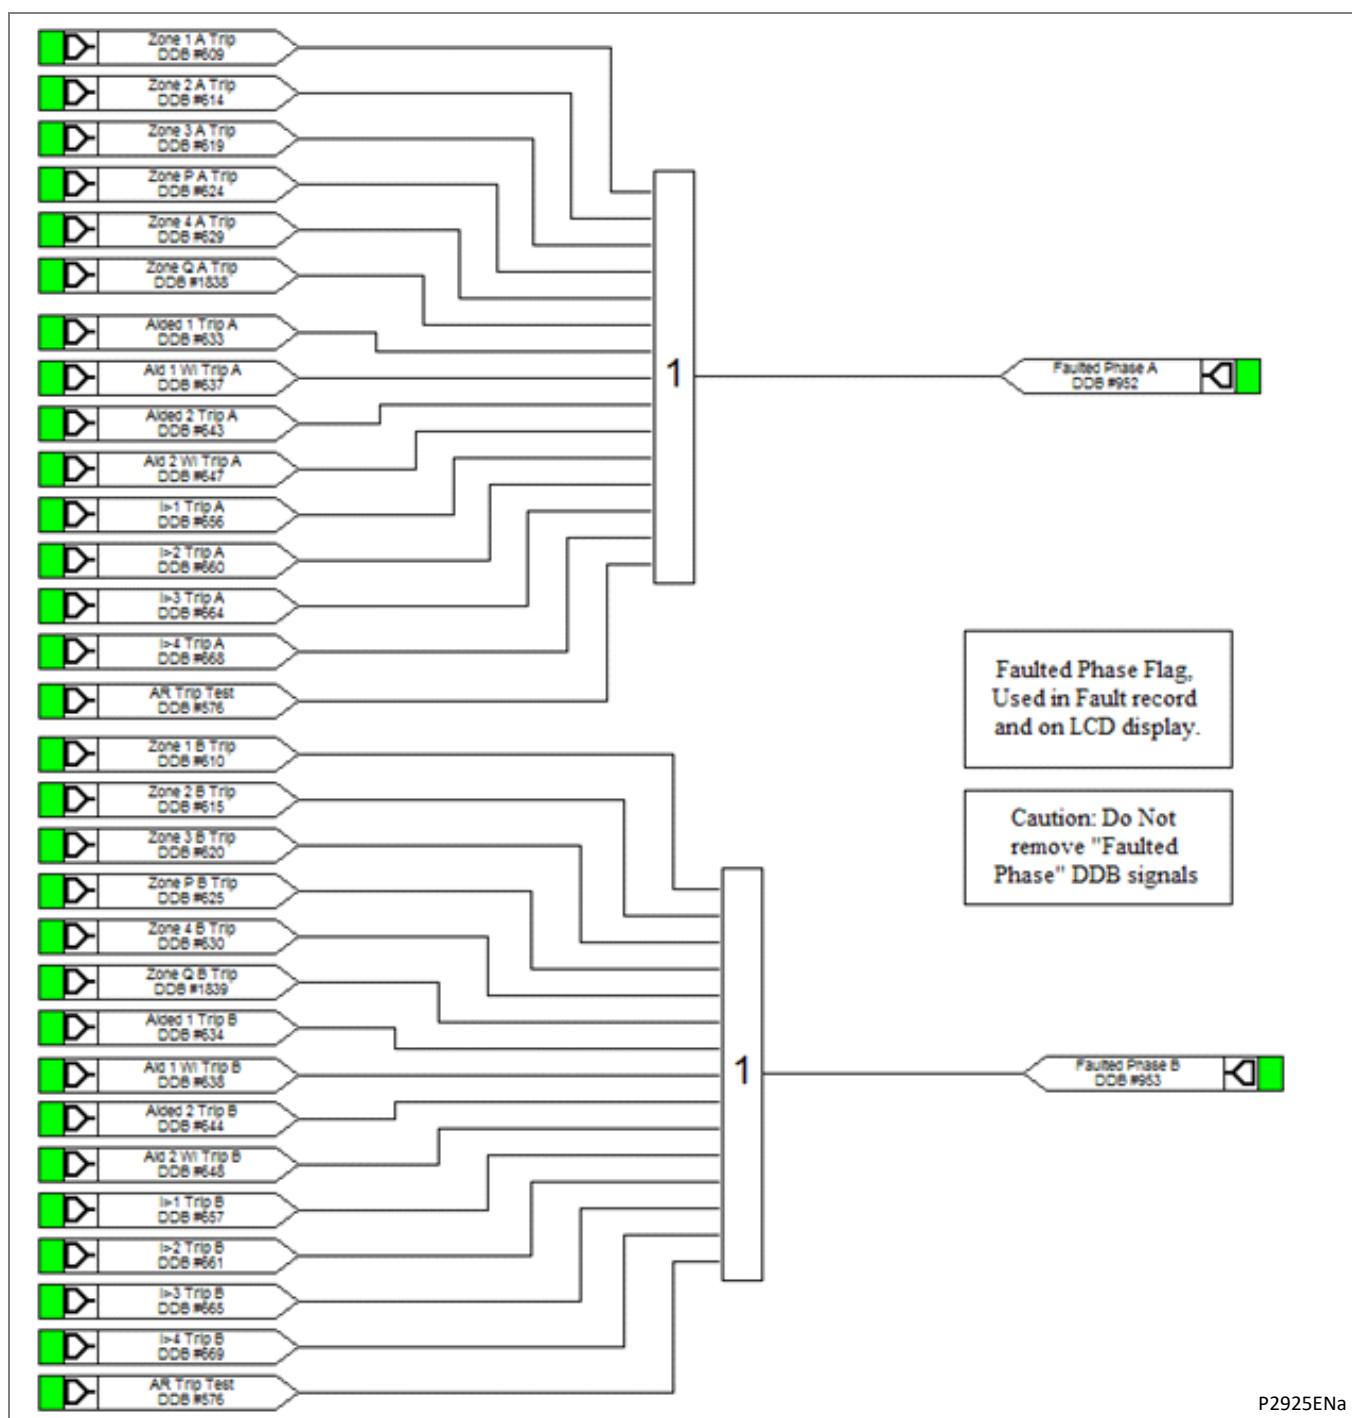 Zone 1 A Trip
DDB #609
Zone 2 A Trip
DDB #614
Zone 3 A Trip
DDB #619
Zone P A Trip
DDB #624
Zone 4 A Trip
DDB #629
Zone Q A Trip
DDB #1838
Aided 1 Trip A
DDB #633
Aid 1 WI Trip A
DDB #637
Aided 2 Trip A
DDB #643
Aid 2 WI Trip A
DDB #647
I>1 Trip A
DDB #656
I>2 Trip A
DDB #660
I>3 Trip A
DDB #664
I>4 Trip A
DDB #668
AR Trip Test
DDB #576
1
Faulted Phase A
DDB #952
Faulted Phase Flag,
Used in Fault record
and on LCD display.
Caution: Do Not
remove "Faulted
Phase" DDB signals
Zone 1 B Trip
DDB #610
Zone 2 B Trip
DDB #615
Zone 3 B Trip
DDB #620
Zone P B Trip
DDB #625
Zone 4 B Trip
DDB #630
Zone Q B Trip
DDB #1839
Aided 1 Trip B
DDB #634
Aid 1 WI Trip B
DDB #638
Aided 2 Trip B
DDB #644
Aid 2 WI Trip B
DDB #648
I>1 Trip B
DDB #657
I>2 Trip B
DDB #661
I>3 Trip B
DDB #665
I>4 Trip B
DDB #669
AR Trip Test
DDB #576
1
Faulted Phase B
DDB #953
P2925ENa